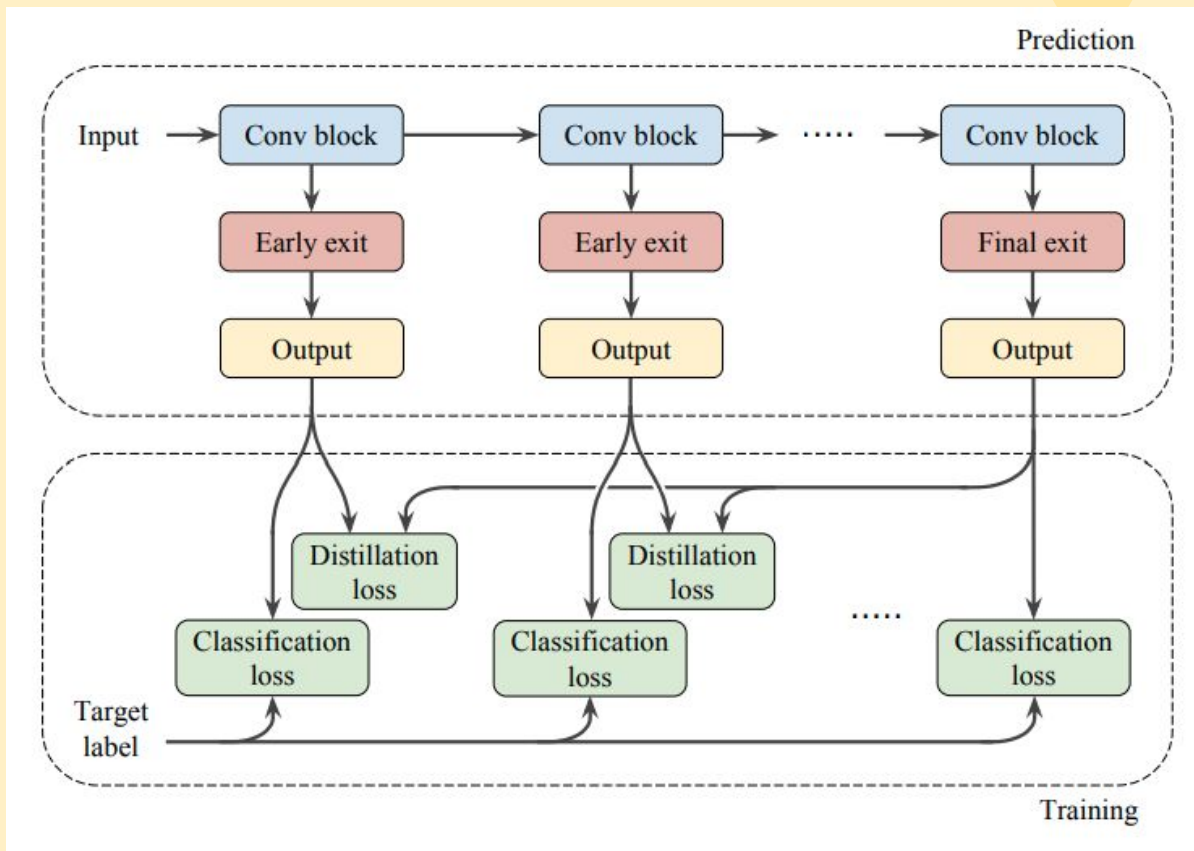 Prediction
Input
Conv block
Conv block
.....
Conv block
Early exit
Early exit
Final exit
Output
Output
Output
Distillation
loss
Distillation
loss
.....
Classification
loss
Classification
loss
Classification
loss
Target
label
Training